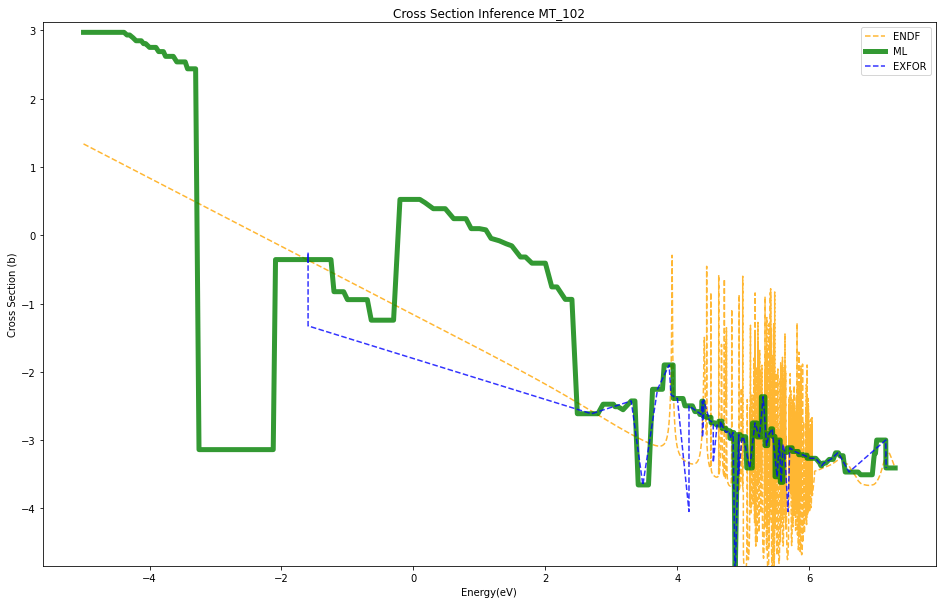 Cross Section Inference MT_102
3
2
1
0
−1
−2
−3
−4
Cross Section (b)
ENDF
ML
EXFOR
−4
−2
0
2
4
6
Energy(eV)